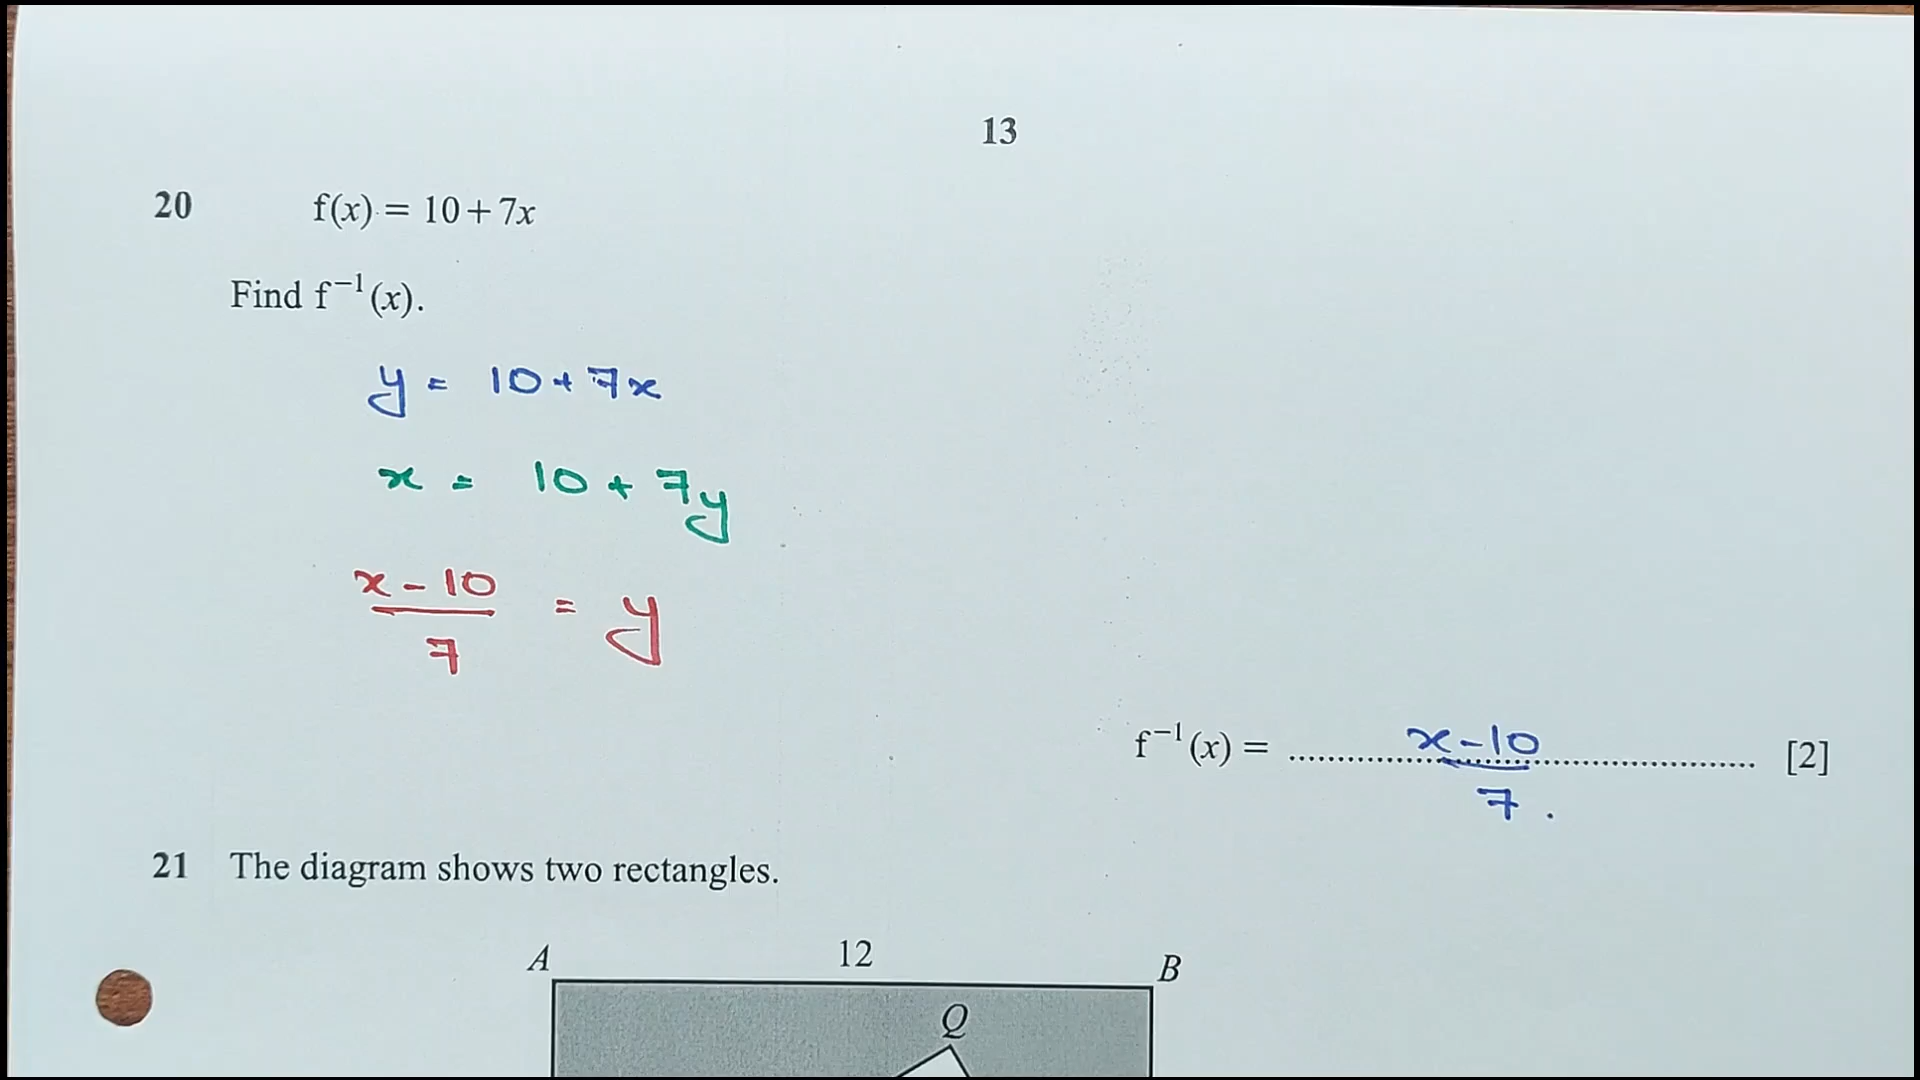 13
20 f(x) = 10 + 7x
Find f⁻¹(x).
y = 10 + 7x
x = 10 + 7y
x - 10
7
= y
f⁻¹(x) = .............. x - 10 .............. [2]
7 .
21 The diagram shows two rectangles.
A 12 B
Q